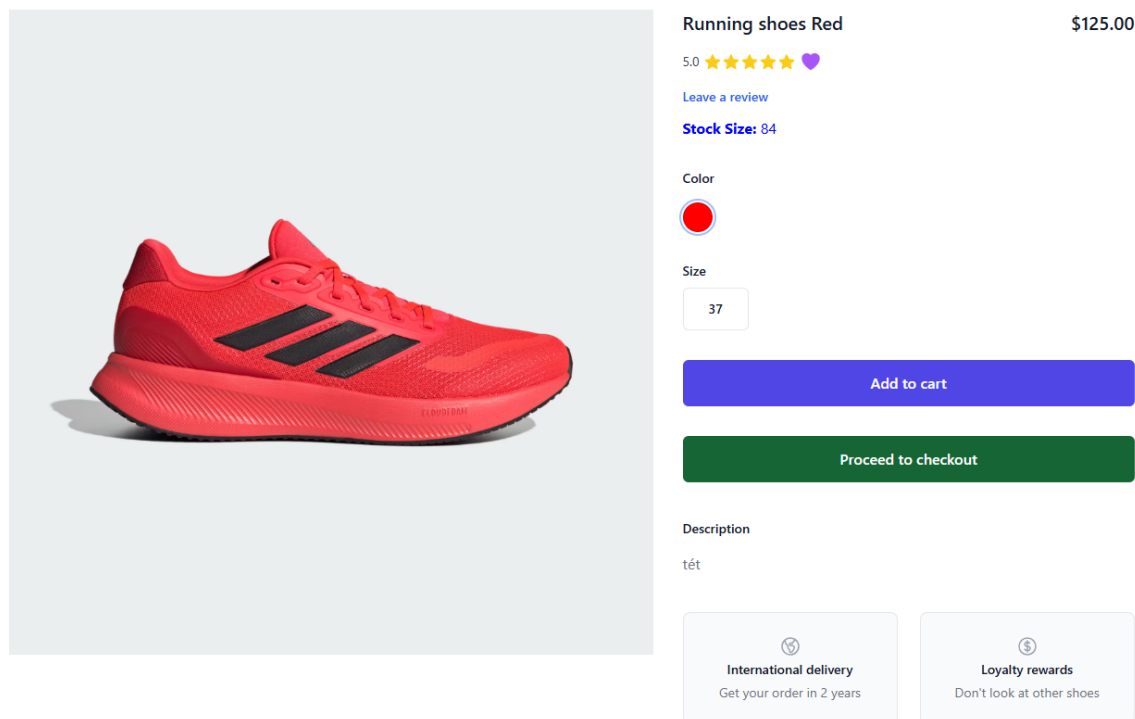 Running shoes Red
$125.00
5.0
Leave a review
Stock Size: 84
Color
Size
37
Add to cart
Proceed to checkout
Description
tét
International delivery
Get your order in 2 years
Loyalty rewards
Don't look at other shoes
CLOUDFOAM